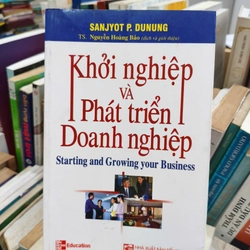 SANJYOT P. DUNUNG
TS. Nguyễn Hoàng Bảo (dịch và giới thiệu)
Khởi nghiệp
và
Phát triển
Doanh nghiệp
Starting and Growing your Business
Education